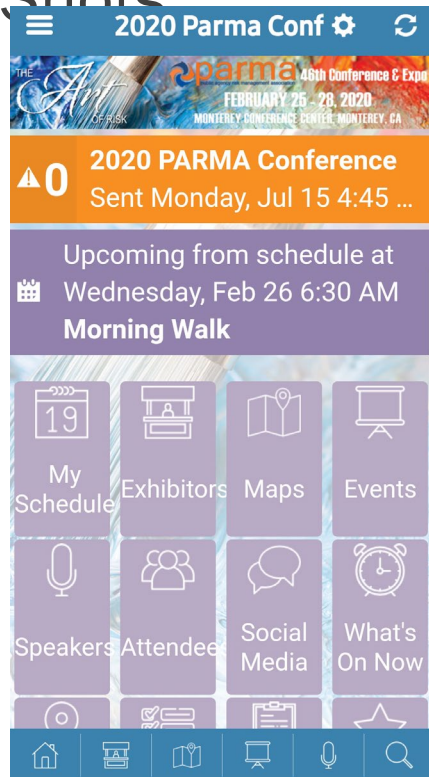 2020 Parma Conf
THE
Art
OF RISK
parma
46th Conference & Expo
FEBRUARY 25 - 28, 2020
MONTEREY CONFERENCE CENTER, MONTEREY, CA
0
2020 PARMA Conference
Sent Monday, Jul 15 4:45 ...
Upcoming from schedule at
Wednesday, Feb 26 6:30 AM
Morning Walk
19
My
Schedule
Exhibitors
Maps
Events
Speakers
Attendees
Social
Media
What's
On Now